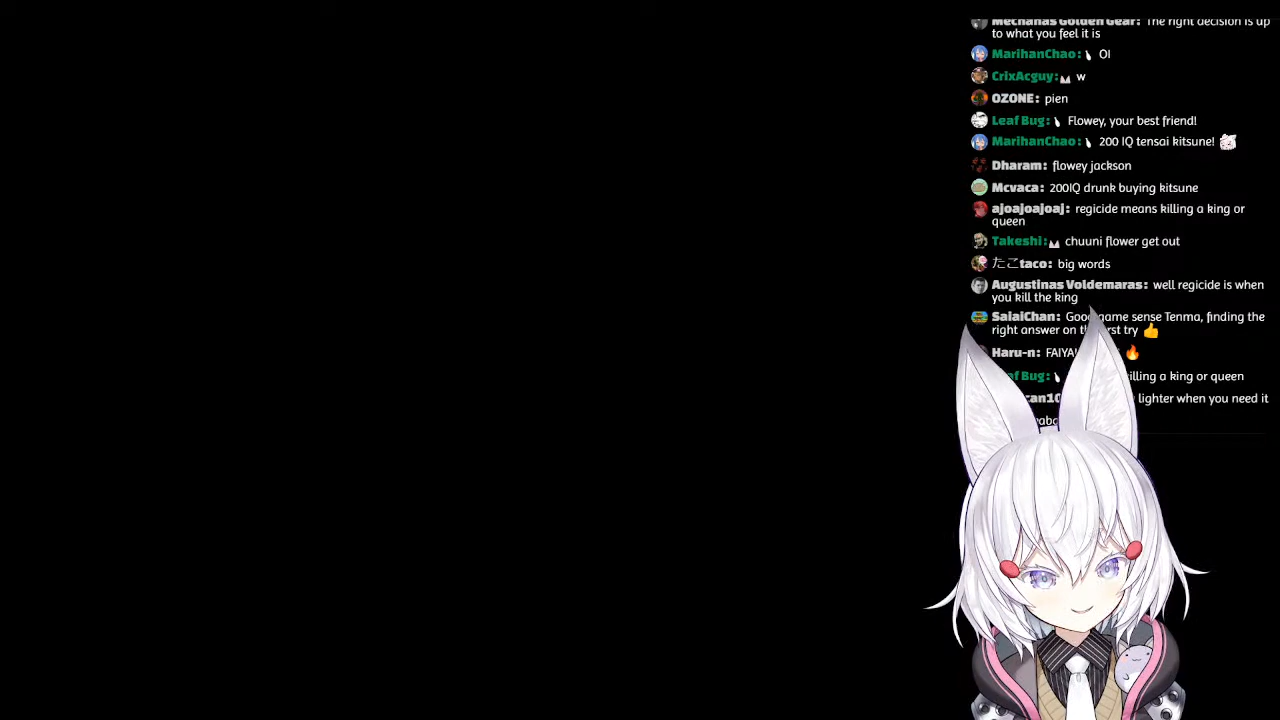 Mechanas Golden Gear: The right decision is up
to what you feel it is
MarihanChao: OI
CrixAcguy: w
OZONE: pien
Leaf Bug: Flowey, your best friend!
MarihanChao: 200 IQ tensai kitsune!
Dharam: flowey jackson
Mcvaca: 200IQ drunk buying kitsune
ajoajoajoaj: regicide means killing a king or
queen
Takeshi: chuuni flower get out
たこtaco: big words
Augustinas Voldemaras: well regicide is when
you kill the king
SalaiChan: Good game sense Tenma, finding the
right answer on try 👍
Haru-n: 🔥
Bug: killing a king or queen
lighter when you need it